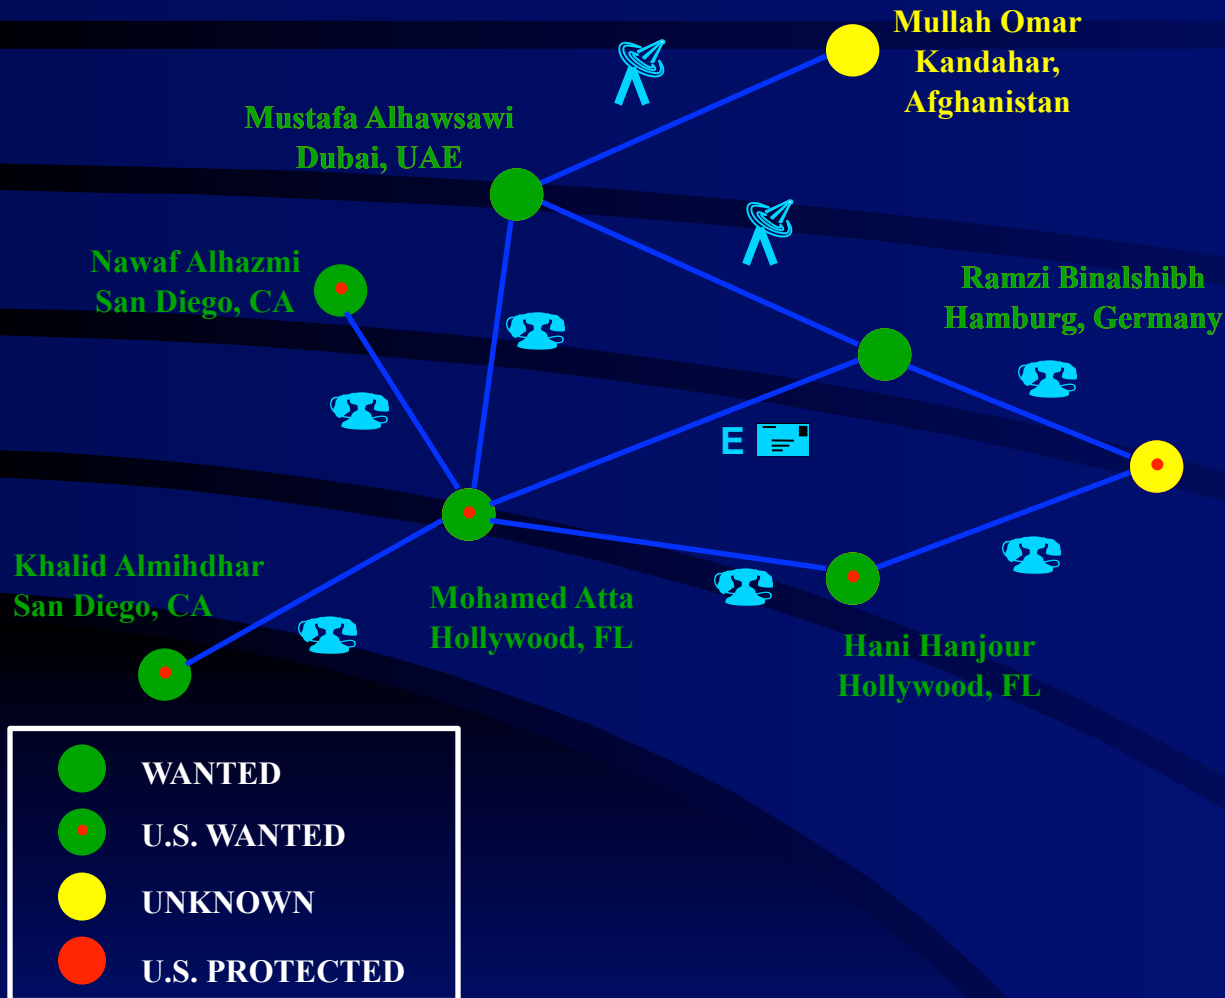 Mullah Omar
Kandahar,
Afghanistan
Mustafa Alhawsawi
Dubai, UAE
Nawaf Alhazmi
San Diego, CA
Ramzi Binalshibh
Hamburg, Germany
E
Khalid Almihdhar
San Diego, CA
Mohamed Atta
Hollywood, FL
Hani Hanjour
Hollywood, FL
WANTED
U.S. WANTED
UNKNOWN
U.S. PROTECTED